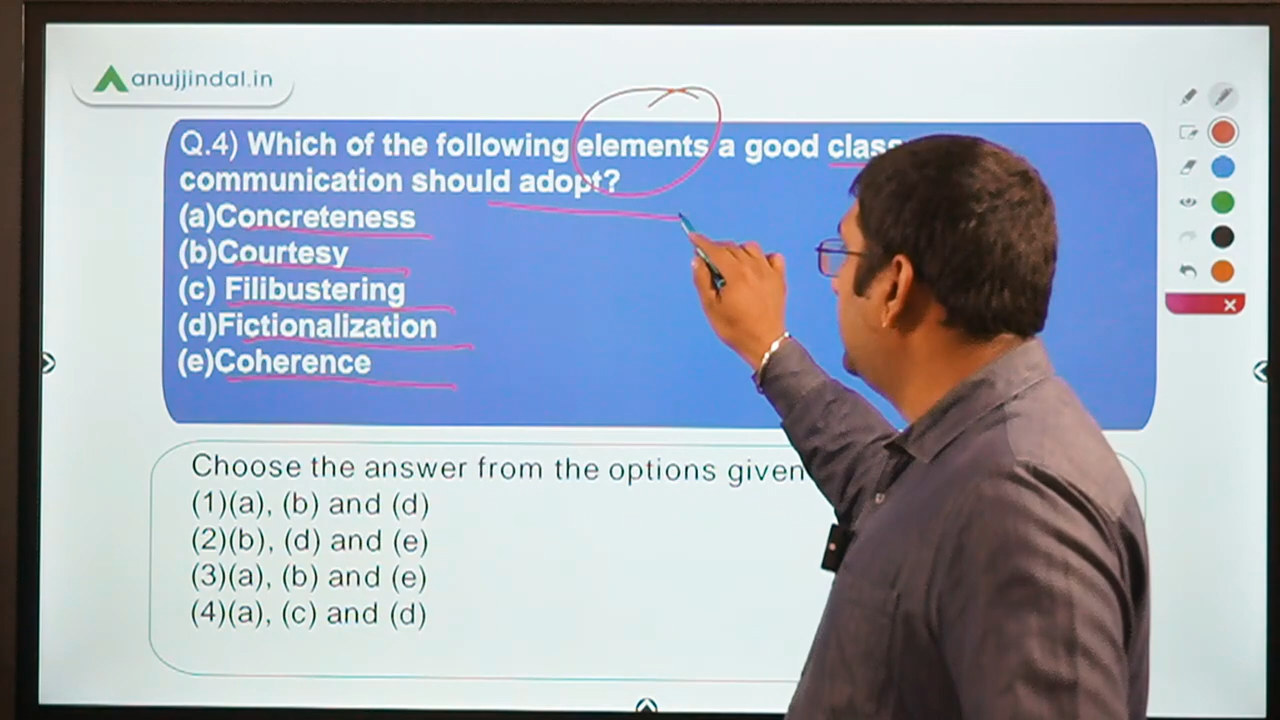 anujjindal.in
Q.4) Which of the following elements a good class
communication should adopt?
(a)Concreteness
(b)Courtesy
(c) Filibustering
(d)Fictionalization
(e)Coherence
Choose the answer from the options given
(1)(a), (b) and (d)
(2)(b), (d) and (e)
(3)(a), (b) and (e)
(4)(a), (c) and (d)